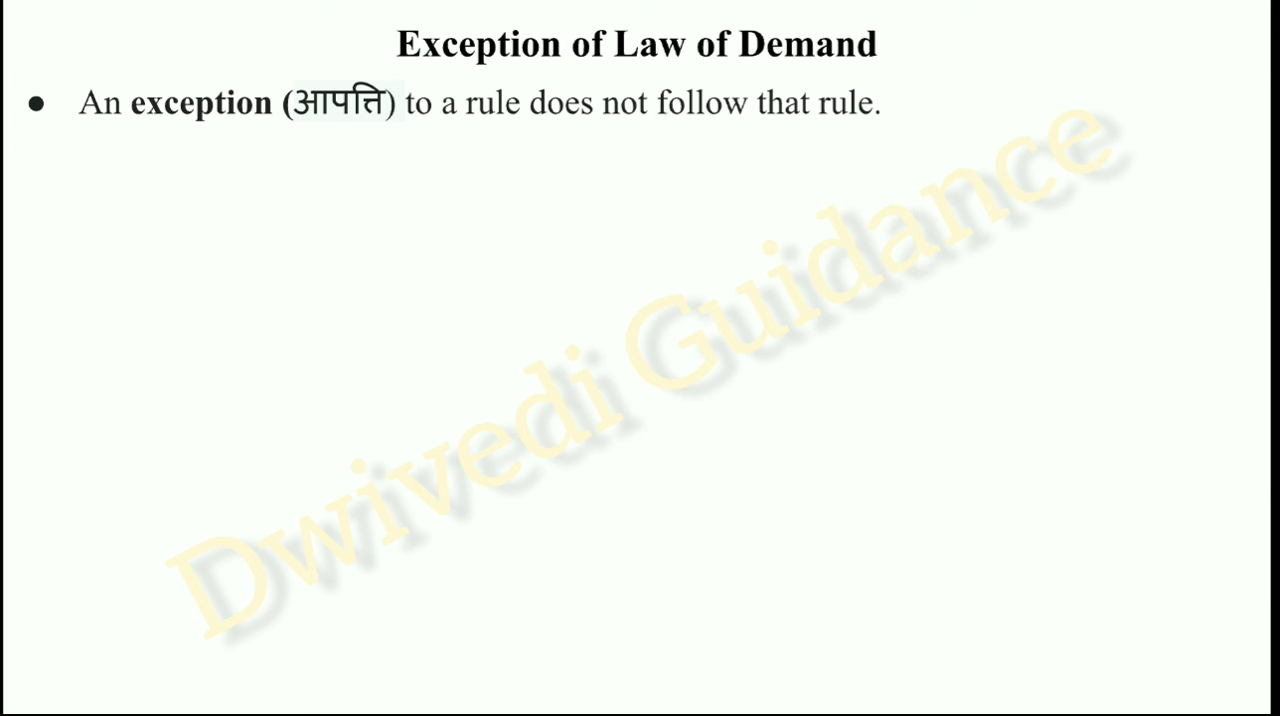 Exception of Law of Demand
● An exception (आपत्ति) to a rule does not follow that rule.
Dwivedi Guidance